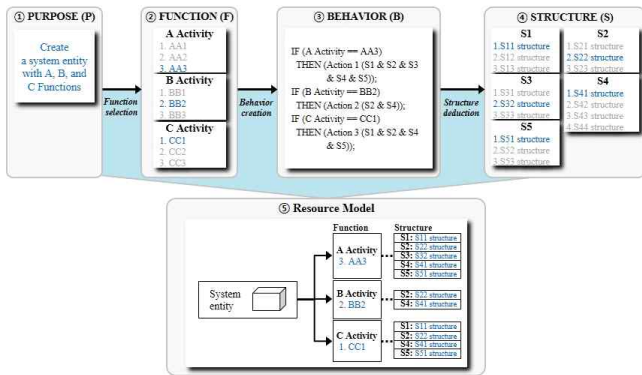 ① PURPOSE (P)
Create
a system entity
with A, B, and
C Functions
Function
selection
② FUNCTION (F)
A Activity
1. AA1
2. AA2
3. AA3
B Activity
1. BB1
2. BB2
3. BB3
C Activity
1. CC1
2. CC2
3. CC3
Behavior
creation
③ BEHAVIOR (B)
IF (A Activity == AA3)
THEN (Action 1 (S1 & S2 & S3
& S4 & S5));
IF (B Activity == BB2)
THEN (Action 2 (S2 & S4));
IF (C Activity == CC1)
THEN (Action 3 (S1 & S2 & S4
& S5));
Structure
deduction
④ STRUCTURE (S)
S1
1.S11 structure
2.S12 structure
3.S13 structure
S2
1.S21 structure
2.S22 structure
3.S23 structure
S3
1.S31 structure
2.S32 structure
3.S33 structure
S4
1.S41 structure
2.S42 structure
3.S43 structure
4.S44 structure
S5
1.S51 structure
2.S52 structure
3.S53 structure
⑤ Resource Model
System
entity
Function
A Activity
3. AA3
B Activity
2. BB2
C Activity
1. CC1
Structure
S1: S11 structure
S2: S22 structure
S3: S32 structure
S4: S41 structure
S5: S51 structure
S2: S22 structure
S4: S41 structure
S1: S11 structure
S2: S22 structure
S4: S41 structure
S5: S51 structure